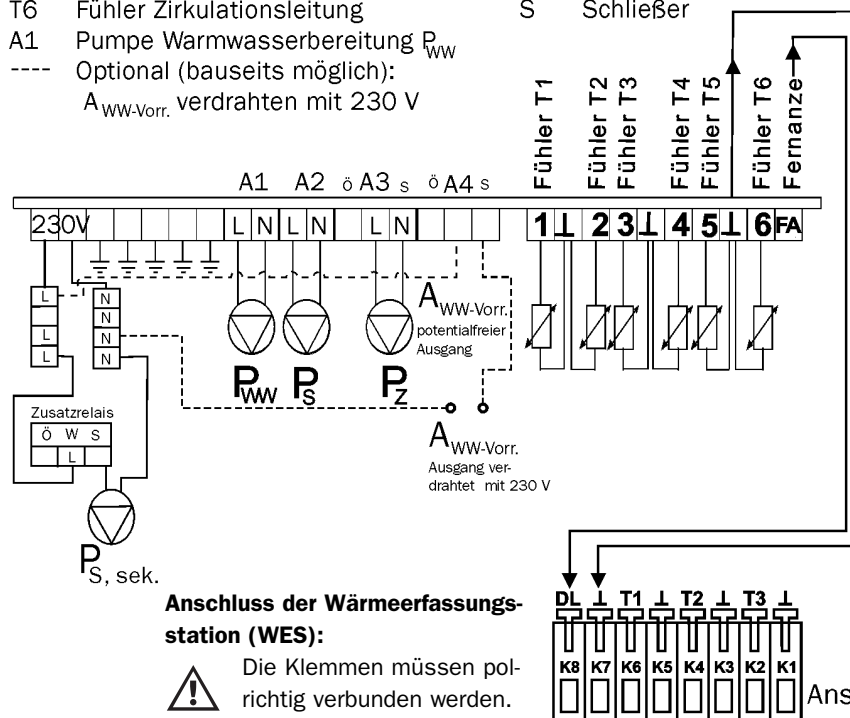 T6 Fühler Zirkulationsleitung
S Schließer
A1 Pumpe Warmwasserbereitung PWW
---- Optional (bauseits möglich):
AWW-Vorr. verdrahten mit 230 V
Fühler T1
Fühler T2
Fühler T3
Fühler T4
Fühler T5
Fühler T6
Fernanze
A1 A2 ö A3 s ö A4 s
230V L N L N L N 1 ⊥ 2 3 ⊥ 4 5 ⊥ 6 FA
L N
N
L N
L N
AWW-Vorr.
potentialfreier
Ausgang
PWW PS PZ
Zusatzrelais
Ö W S
L
AWW-Vorr.
Ausgang ver-
drahtet mit 230 V
PS, sek.
Anschluss der Wärmeerfassungs-
station (WES):
Die Klemmen müssen pol-
richtig verbunden werden.
DL ⊥ T1 ⊥ T2 ⊥ T3 ⊥
K8 K7 K6 K5 K4 K3 K2 K1
Ans